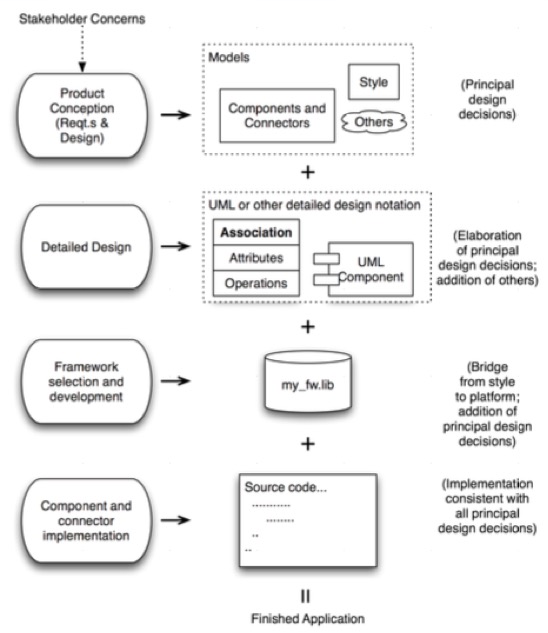 Stakeholder Concerns
Product
Conception
(Reqt.s &
Design)
Models
Components and
Connectors
Style
Others
(Principal
design
decisions)
+
Detailed Design
UML or other detailed design notation
Association
Attributes
Operations
UML
Component
(Elaboration
of principal
design decisions;
addition of others)
+
Framework
selection and
development
my_fw.lib
(Bridge
from style
to platform;
addition of
principal design
decisions)
+
Component and
connector
implementation
Source code...
...........
........
..
..
(Implementation
consistent with
all principal
design decisions)
=
Finished Application